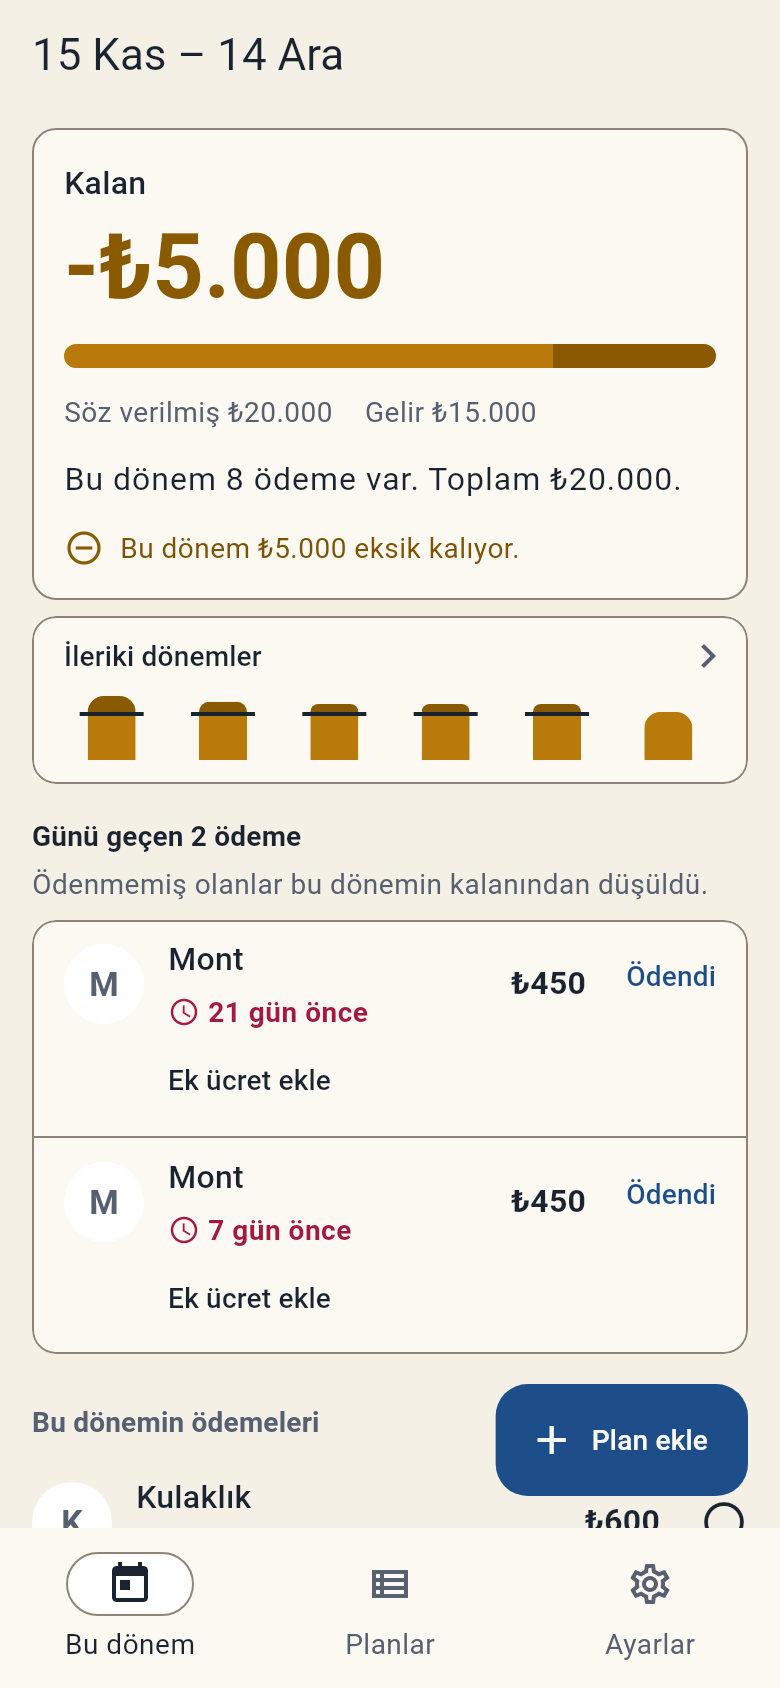 15 Kas – 14 Ara
Kalan
-₺5.000
Söz verilmiş ₺20.000 Gelir ₺15.000
Bu dönem 8 ödeme var. Toplam ₺20.000.
Bu dönem ₺5.000 eksik kalıyor.
İleriki dönemler
Günü geçen 2 ödeme
Ödenmemiş olanlar bu dönemin kalanından düşüldü.
M Mont ₺450 Ödendi
21 gün önce
Ek ücret ekle
M Mont ₺450 Ödendi
7 gün önce
Ek ücret ekle
Bu dönemin ödemeleri
Plan ekle
K Kulaklık ₺600
Bu dönem Planlar Ayarlar